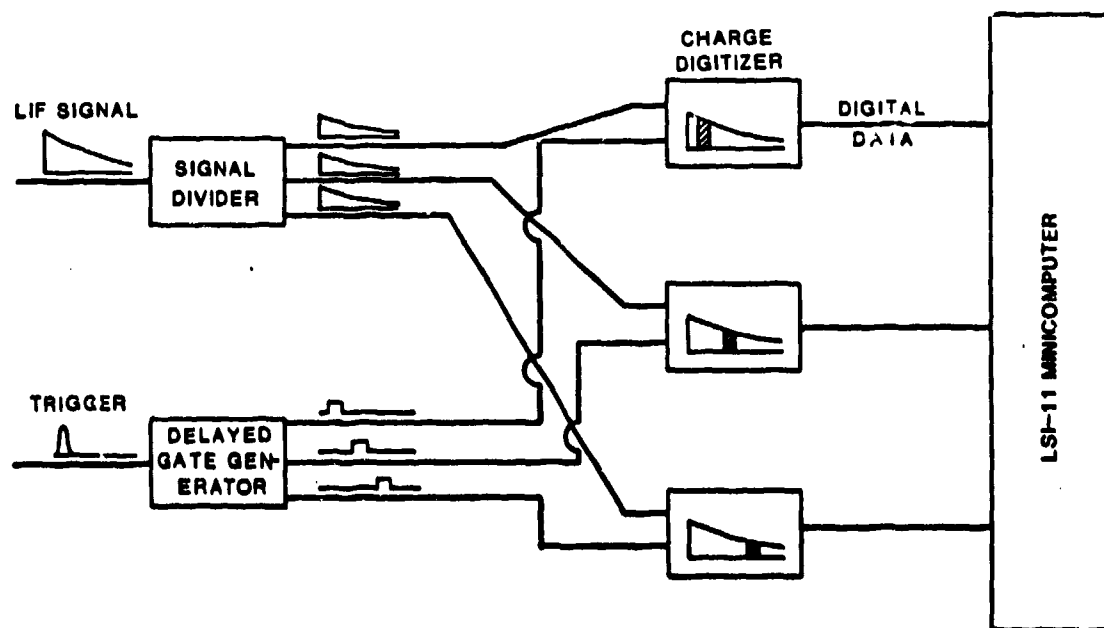 CHARGE
DIGITIZER
LIF SIGNAL
DIGITAL
DATA
SIGNAL
DIVIDER
LSI-11 MINICOMPUTER
TRIGGER
DELAYED
GATE GEN-
ERATOR